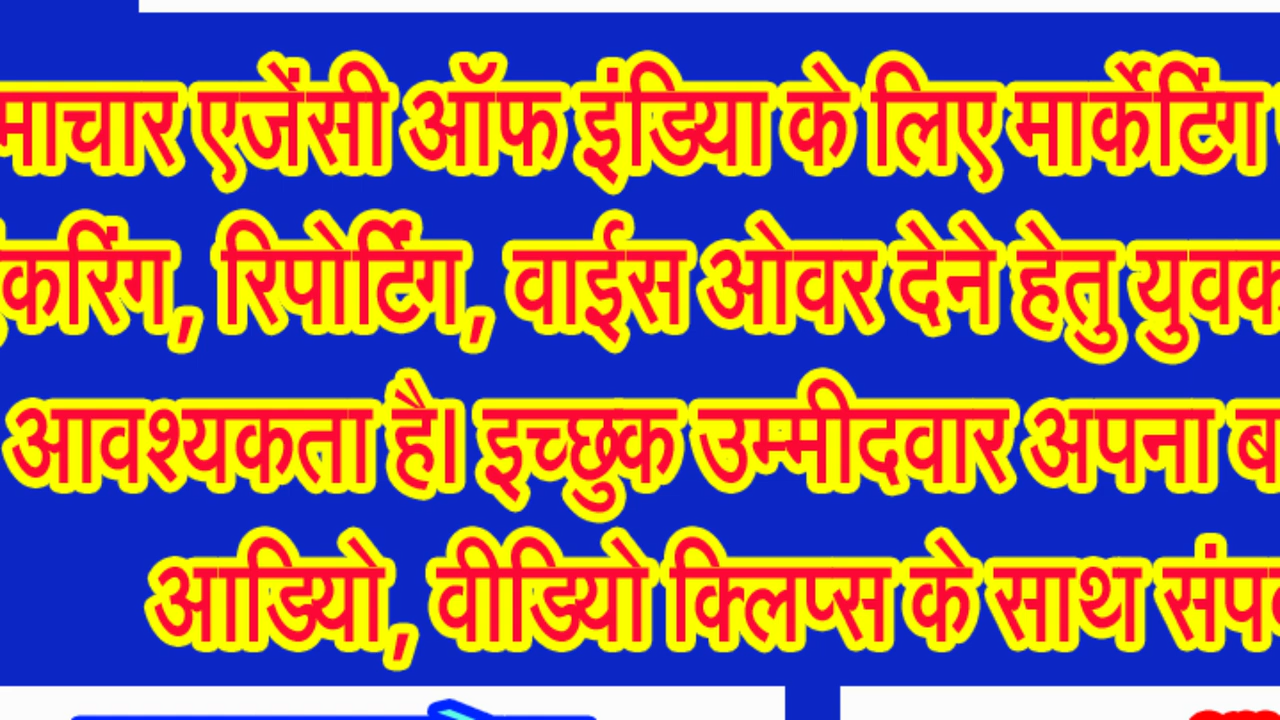 माचार एजेंसी ऑफ इंडिया के लिए मार्केटिंग
करिंग, रिपोर्टिंग, वाईस ओवर देने हेतु युवक
आवश्यकता है। इच्छुक उम्मीदवार अपना ब
आडियो, वीडियो क्लिप्स के साथ संप